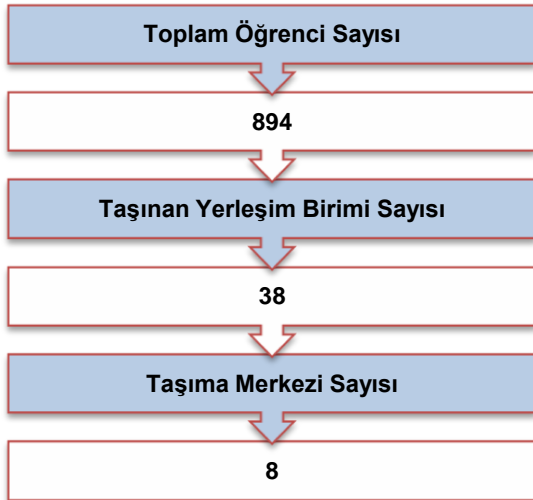 Toplam Öğrenci Sayısı
894
Taşınan Yerleşim Birimi Sayısı
38
Taşıma Merkezi Sayısı
8